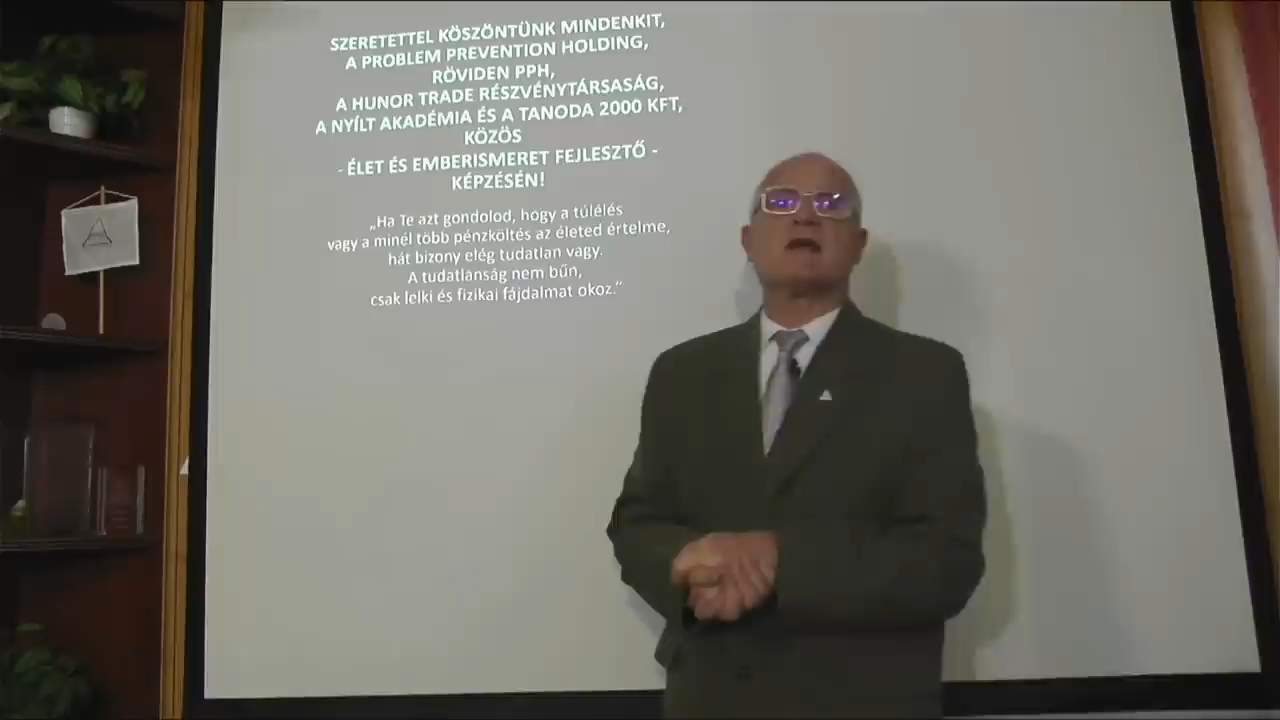 SZERETETTEL KÖSZÖNTÜNK MINDENKIT,
A PROBLEM PREVENTION HOLDING,
RÖVIDEN PPH,
A HUNOR TRADE RÉSZVÉNYTÁRSASÁG,
A NYÍLT AKADÉMIA ÉS A TANODA 2000 KFT,
KÖZÖS
- ÉLET ÉS EMBERISMERET FEJLESZTŐ -
KÉPZÉSÉN!
„Ha Te azt gondolod, hogy a túlélés
vagy a minél több pénzköltés az életed értelme,
hát bizony elég tudatlan vagy.
A tudatlanság nem bűn,
csak lelki és fizikai fájdalmat okoz.”